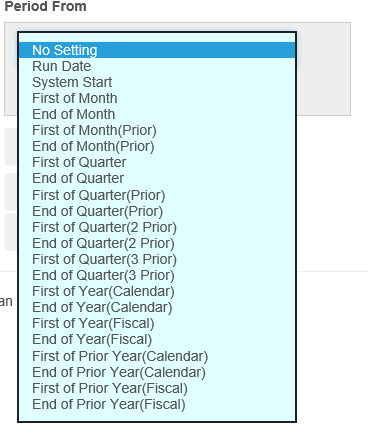 Period From
No Setting
Run Date
System Start
First of Month
End of Month
First of Month(Prior)
End of Month(Prior)
First of Quarter
End of Quarter
First of Quarter(Prior)
End of Quarter(Prior)
First of Quarter(2 Prior)
End of Quarter(2 Prior)
First of Quarter(3 Prior)
End of Quarter(3 Prior)
First of Year(Calendar)
an
End of Year(Calendar)
First of Year(Fiscal)
End of Year(Fiscal)
First of Prior Year(Calendar)
End of Prior Year(Calendar)
First of Prior Year(Fiscal)
End of Prior Year(Fiscal)